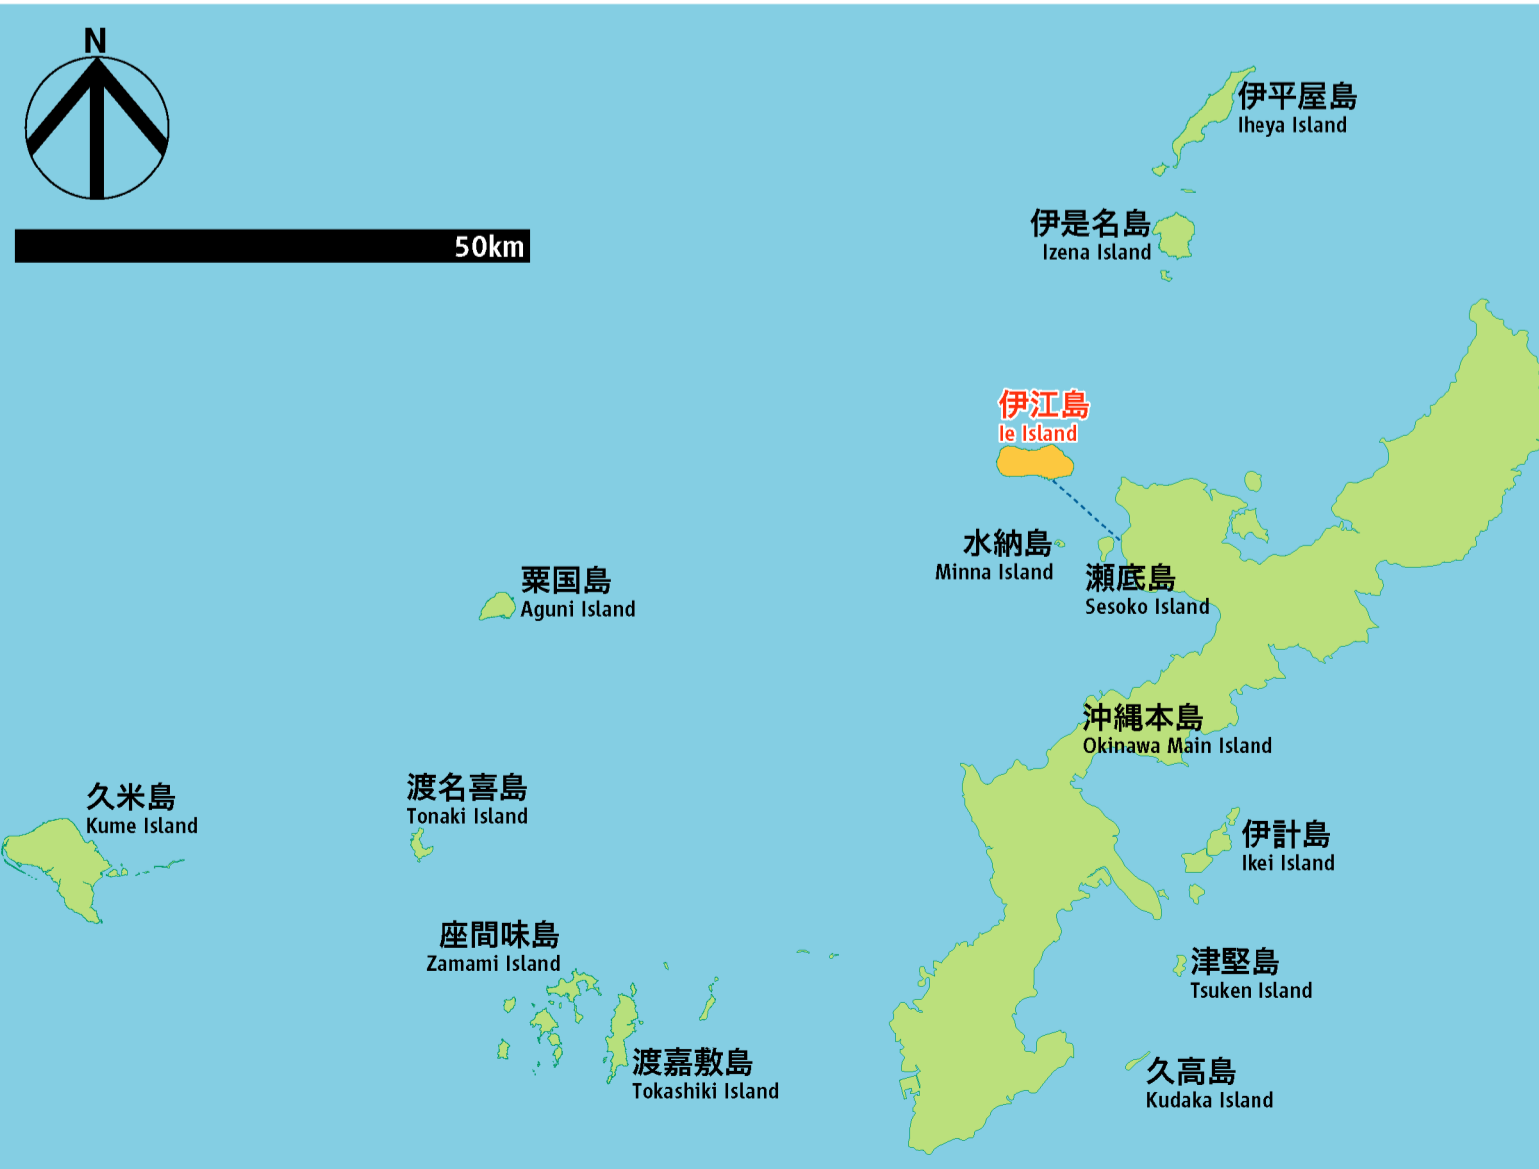 N
50km
伊平屋島
Iheya Island
伊是名島
Izena Island
伊江島
Ie Island
水納島
Minna Island
瀬底島
Sesoko Island
粟国島
Aguni Island
沖縄本島
Okinawa Main Island
久米島
Kume Island
渡名喜島
Tonaki Island
伊計島
Ikei Island
座間味島
Zamami Island
津堅島
Tsuken Island
渡嘉敷島
Tokashiki Island
久高島
Kudaka Island